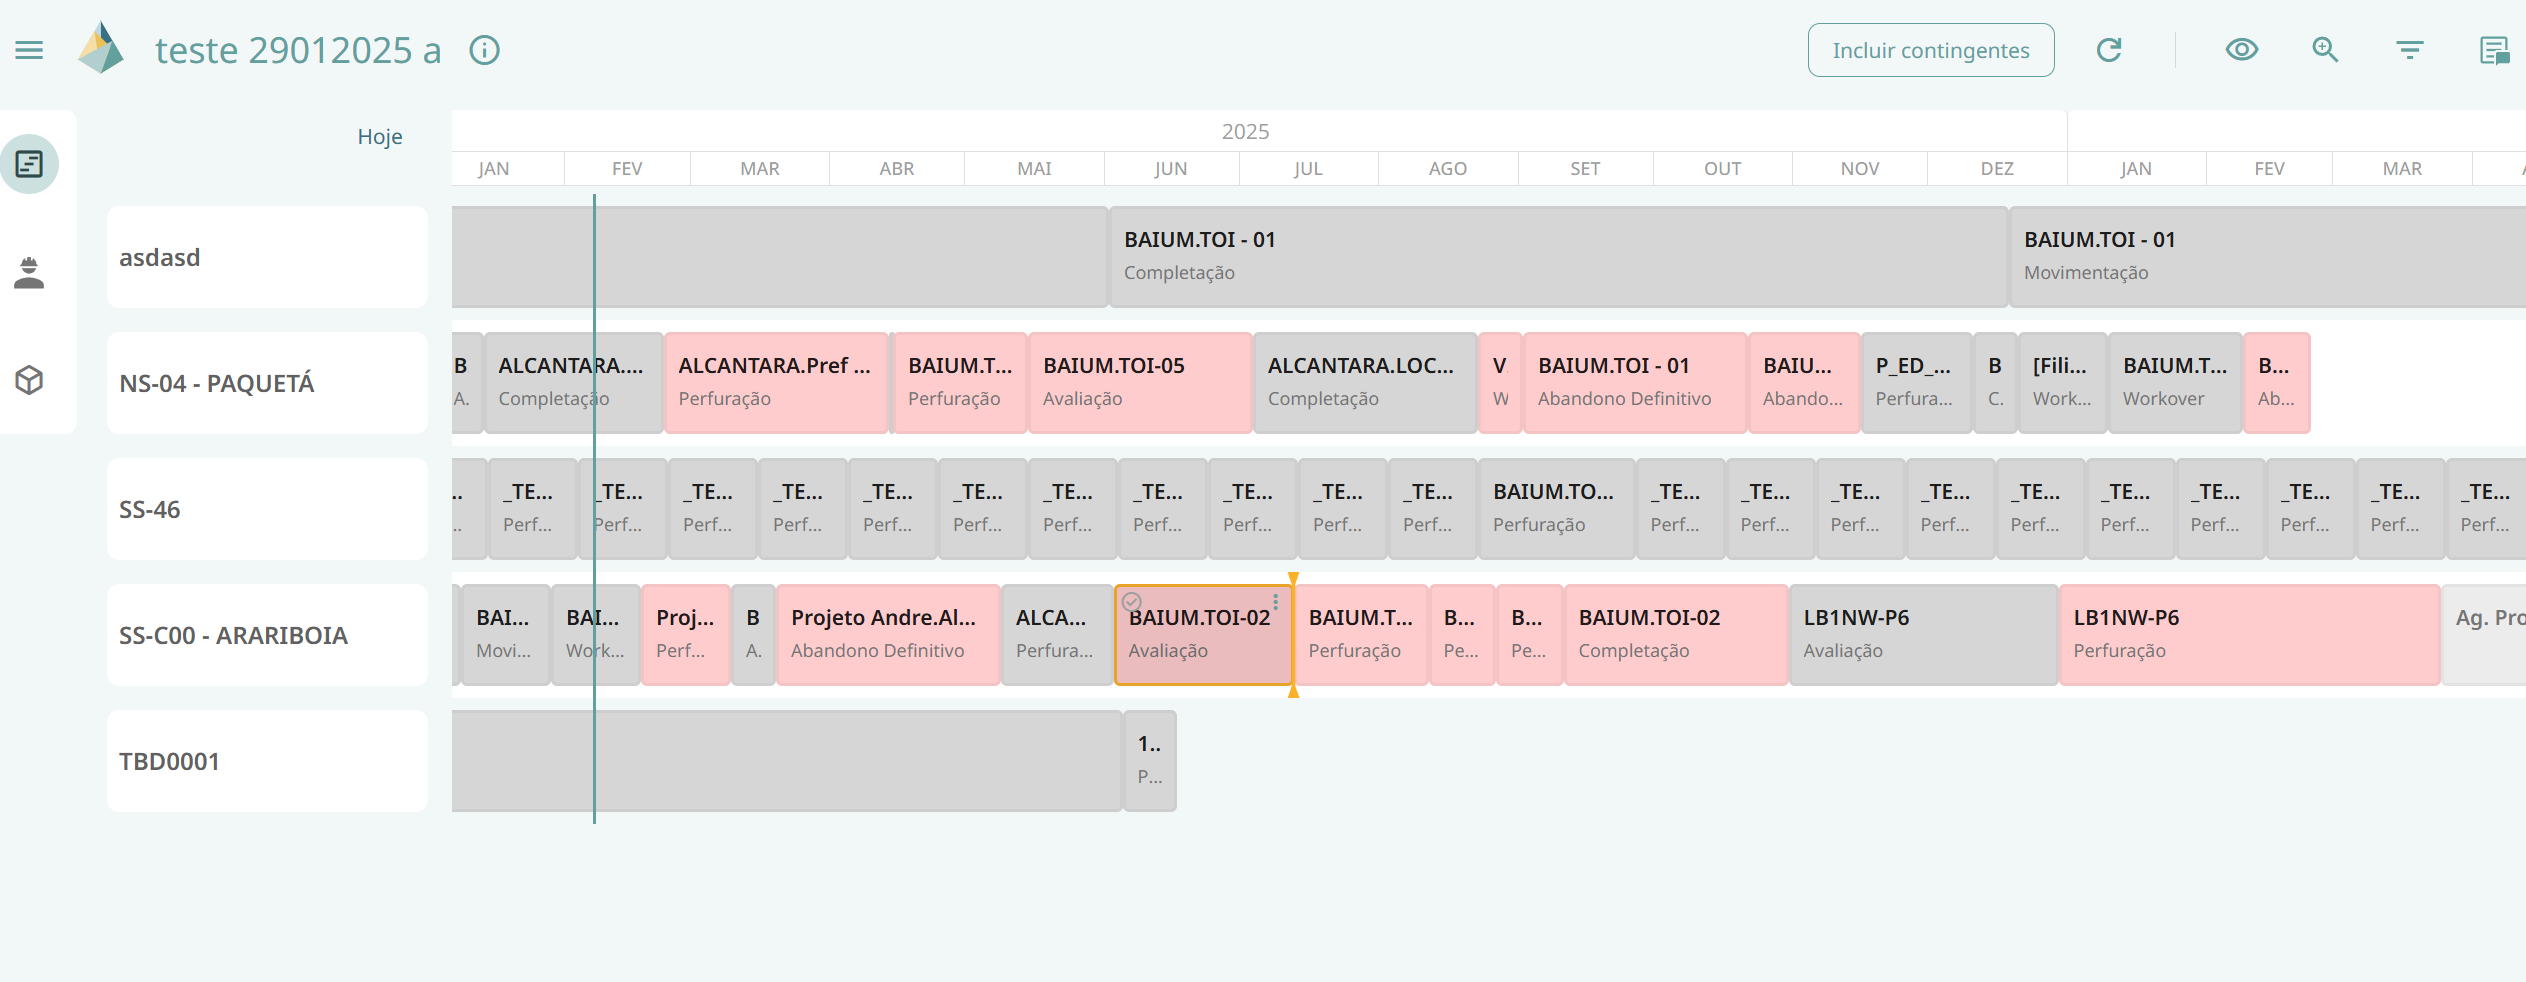 teste 29012025 a
Incluir contingentes
Hoje
2025
JAN FEV MAR ABR MAI JUN JUL AGO SET OUT NOV DEZ JAN FEV MAR
asdasd
BAIUM.TOI - 01 BAIUM.TOI - 01
Completação Movimentação
NS-04 - PAQUETÁ
B ALCANTARA.... ALCANTARA.Pref ... BAIUM.T... BAIUM.TOI-05 ALCANTARA.LOC... V. BAIUM.TOI - 01 BAIU... P_ED_... B [Fili... BAIUM.T... B...
A. Completação Perfuração Perfuração Avaliação Completação W Abandono Definitivo Abando... Perfura... C. Work... Workover Ab...
SS-46
.. _TE... _TE... _TE... _TE... _TE... _TE... _TE... _TE... _TE... _TE... _TE... BAIUM.TO... _TE... _TE... _TE... _TE... _TE... _TE... _TE... _TE... _TE... _TE...
.. Perf... Perf... Perf... Perf... Perf... Perf... Perf... Perf... Perf... Perf... Perf... Perfuração Perf... Perf... Perf... Perf... Perf... Perf... Perf... Perf... Perf... Perf...
SS-C00 - ARARIBOIA
BAI... BAI... Proj... B Projeto Andre.Al... ALCA... BAIUM.TOI-02 BAIUM.T... B... B... BAIUM.TOI-02 LB1NW-P6 LB1NW-P6 Ag. Pro
Movi... Work... Perf... A. Abandono Definitivo Perfura... Avaliação Perfuração Pe... Pe... Completação Avaliação Perfuração
TBD0001
1..
P...